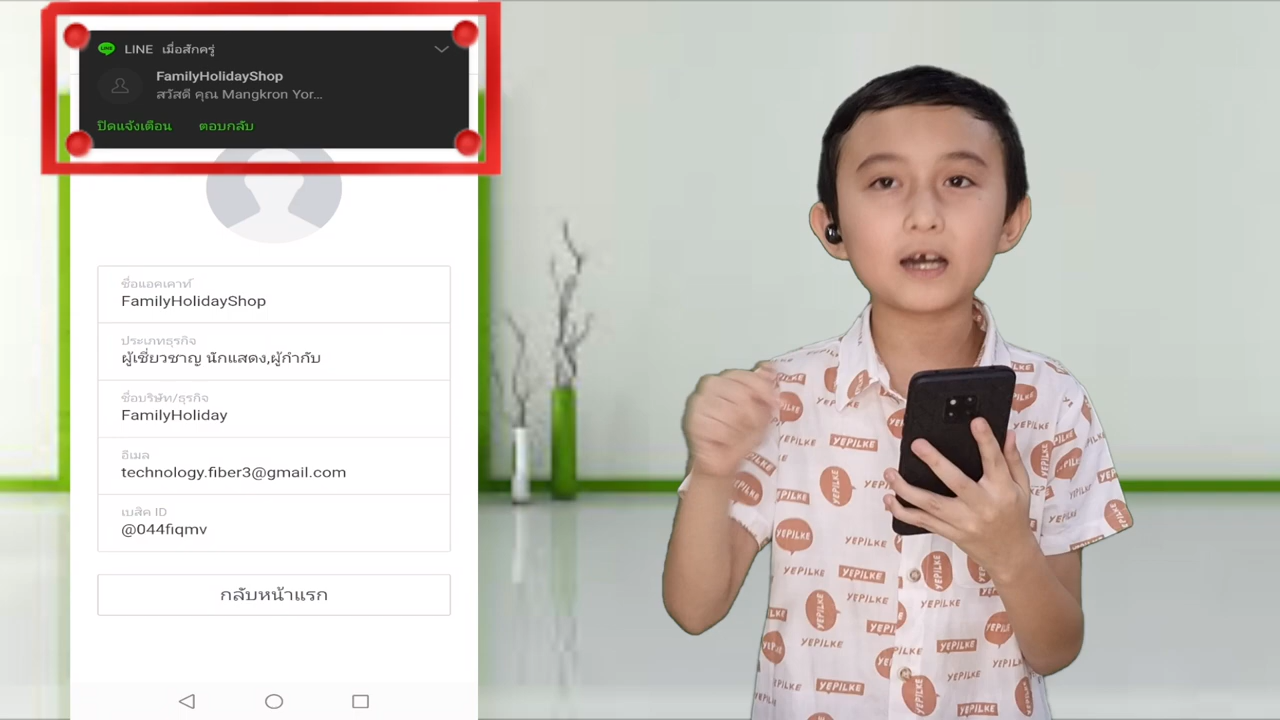 LINE เมื่อสักครู่
FamilyHolidayShop
สวัสดี คุณ Mangkron Yor...
ปิดแจ้งเตือน ตอบกลับ
ชื่อแอคเคาท์
FamilyHolidayShop
ประเภทธุรกิจ
ผู้เชี่ยวชาญ นักแสดง,ผู้กำกับ
ชื่อบริษัท/ธุรกิจ
FamilyHoliday
อีเมล
technology.fiber3@gmail.com
เบสิค ID
@044fiqmv
กลับหน้าแรก
YEPILKE